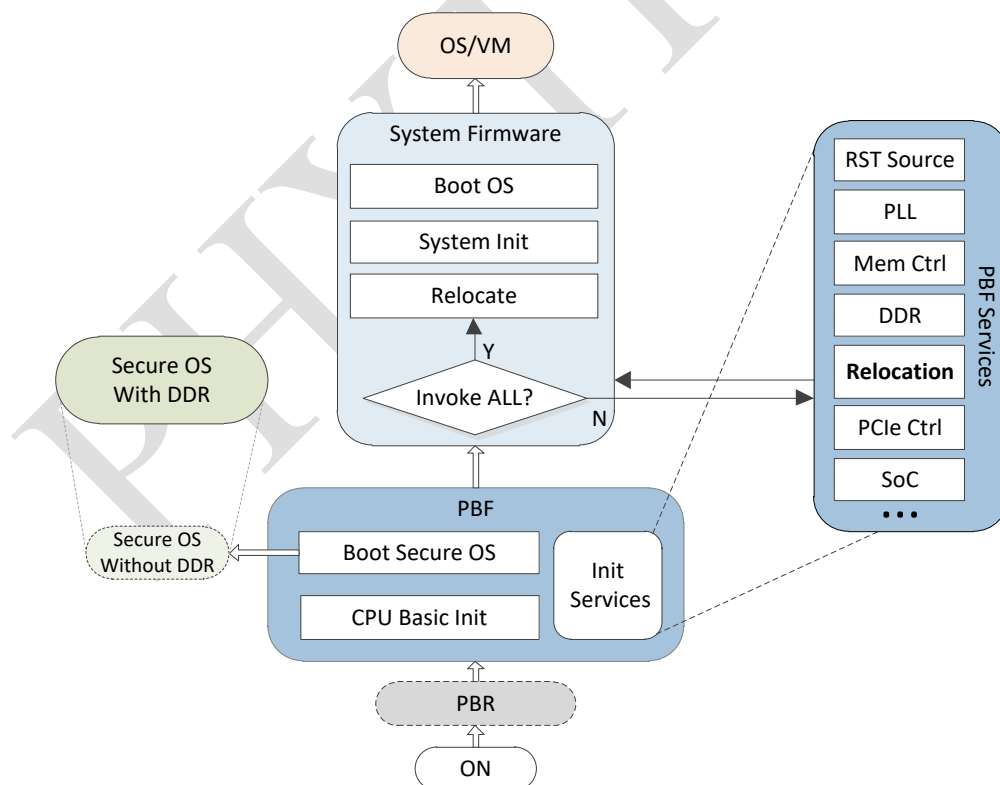 OS/VM
System Firmware
Boot OS
System Init
Relocate
Y
Invoke ALL?
N
RST Source
PLL
Mem Ctrl
DDR
Relocation
PCIe Ctrl
SoC
...
PBF Services
Secure OS
With DDR
Secure OS
Without DDR
PBF
Boot Secure OS
CPU Basic Init
Init
Services
PBR
ON